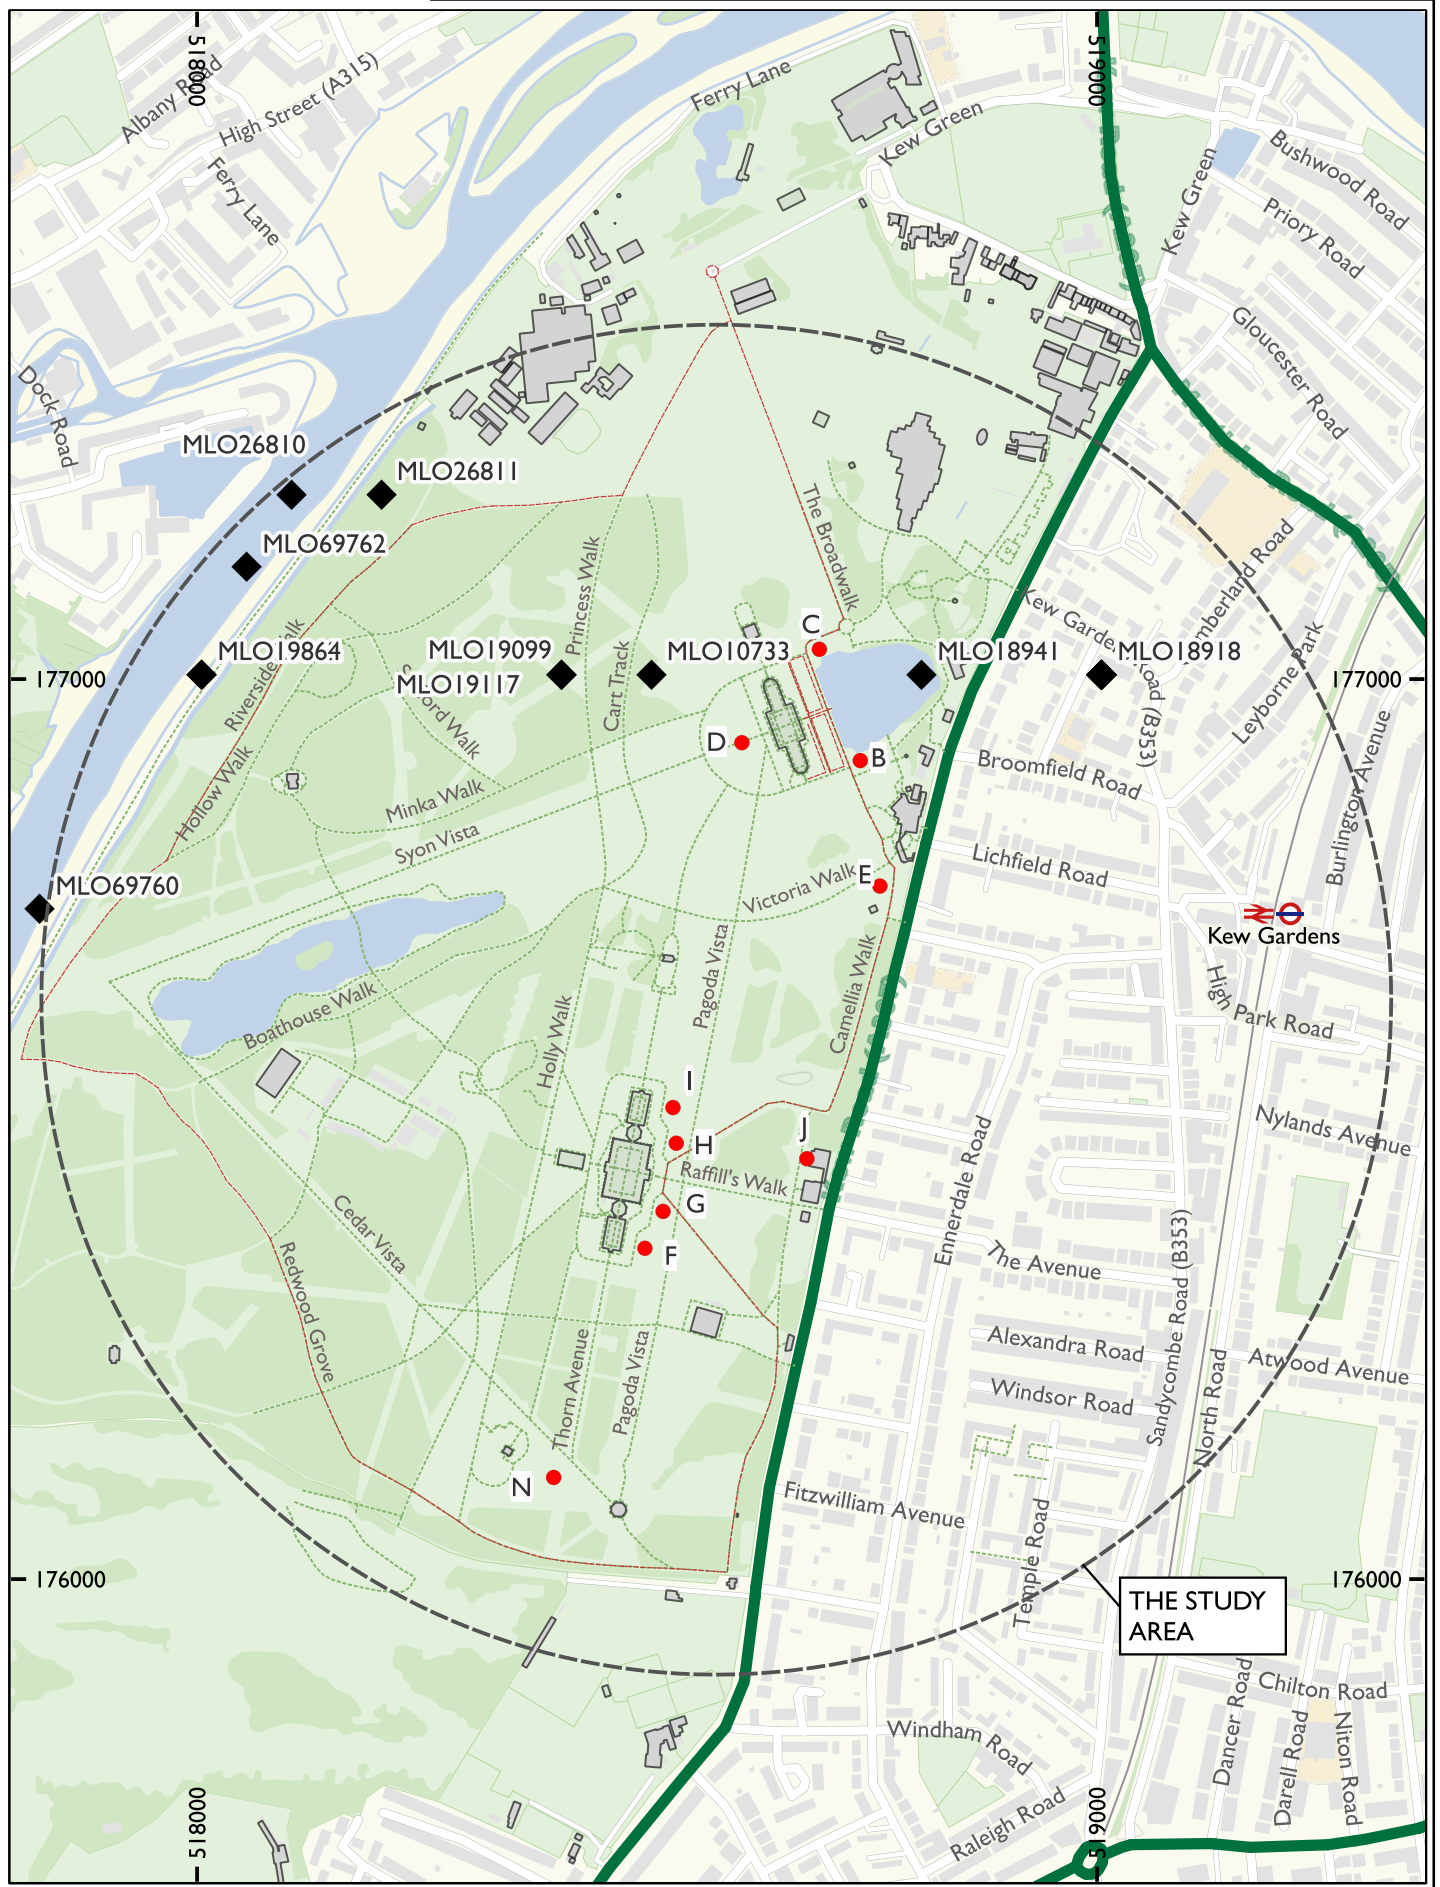 518000
519000
Albany Road
High Street (A315)
Ferry Lane
Ferry Lane
Kew Green
Kew Green
Bushwood Road
Priory Road
Gloucester Road
Dock Road
MLO26810
MLO26811
MLO69762
The Broadwalk
Princess Walk
Cumberland Road
Kew Gardens Road (B353)
C
MLO19864
MLO19099
MLO10733
MLO18941
MLO18918
177000
177000
MLO19117
Riverside Walk
Cart Track
Leyborne Park
D
B
Hollow Walk
Minka Walk
Syon Vista
Broomfield Road
Burlington Avenue
Lichfield Road
MLO69760
Victoria Walk
E
Kew Gardens
Pagoda Vista
Camellia Walk
Boathouse Walk
Holly Walk
High Park Road
I
H
J
Nylands Avenue
Raffill's Walk
G
F
Cedar Vista
Redwood Grove
Ennerdale Road
The Avenue
Sandycombe Road (B353)
Alexandra Road
Atwood Avenue
Windsor Road
North Road
Thorn Avenue
Pagoda Vista
N
Fitzwilliam Avenue
Temple Road
176000
176000
THE STUDY
AREA
Chilton Road
Windham Road
Dancer Road
Darell Road
Niton Road
Raleigh Road
518000
519000